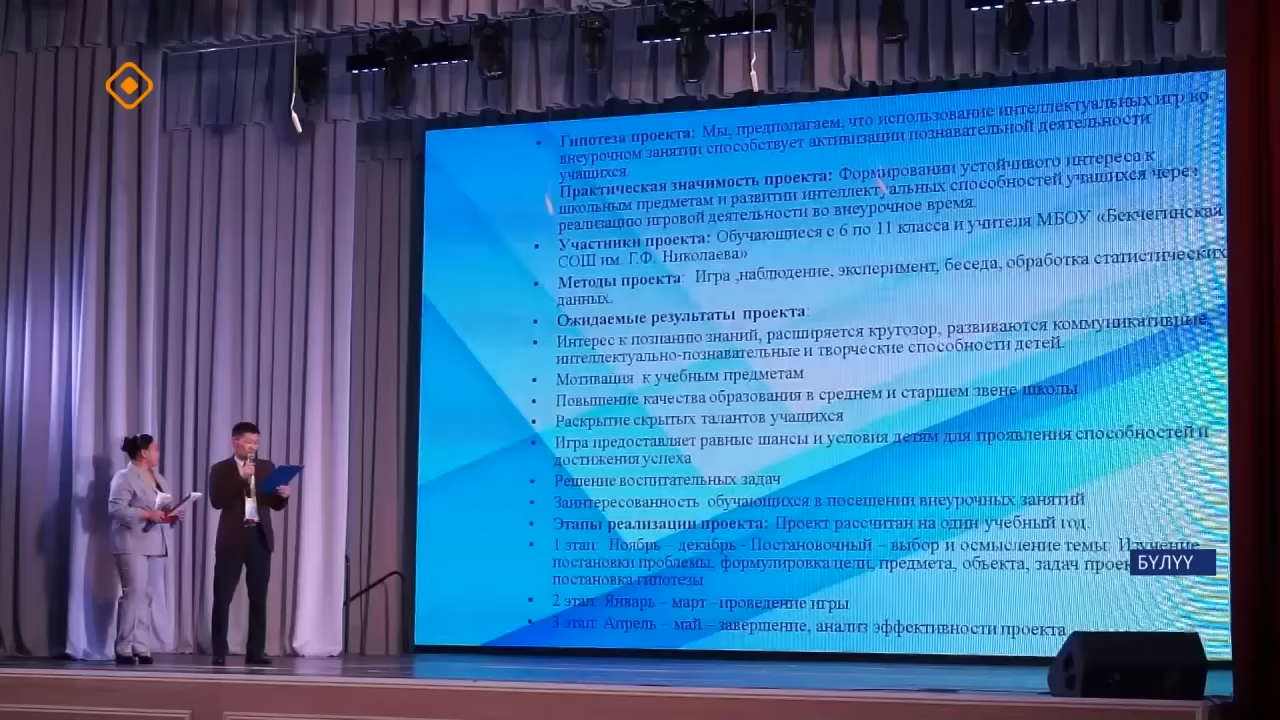 Гипотеза проекта: Мы, предполагаем, что использование интеллектуальных игр во
внеурочном занятии способствует активизации познавательной деятельности
учащихся.
Практическая значимость проекта: Формировании устойчивого интереса к
школьным предметам и развитии интеллектуальных способностей учащихся через
реализацию игровой деятельности во внеурочное время.
Участники проекта: Обучающиеся с 6 по 11 класса и учителя МБОУ «Бекчегинская
СОШ им. Г.Ф. Николаева»
Методы проекта: Игра ,наблюдение, эксперимент, беседа, обработка статистических
данных.
Ожидаемые результаты проекта:
Интерес к познанию знаний, расширяется кругозор, развиваются коммуникативные,
интеллектуально-познавательные и творческие способности детей.
Мотивация к учебным предметам
Повышение качества образования в среднем и старшем звене школы
Раскрытие скрытых талантов учащихся
Игра предоставляет равные шансы и условия детям для проявления способностей и
достижения успеха
Решение воспитательных задач
Заинтересованность обучающихся в посещении внеурочных занятий
Этапы реализации проекта: Проект рассчитан на один учебный год.
1 этап: Ноябрь – декабрь - Постановочный – выбор и осмысление темы. Изучение
постановки проблемы, формулировка цели, предмета, объекта, задач
постановка гипотезы
2 этап: Январь – март –проведение игры
3 этап: Апрель – май – завершение, анализ эффективности проекта
БҮЛҮҮ